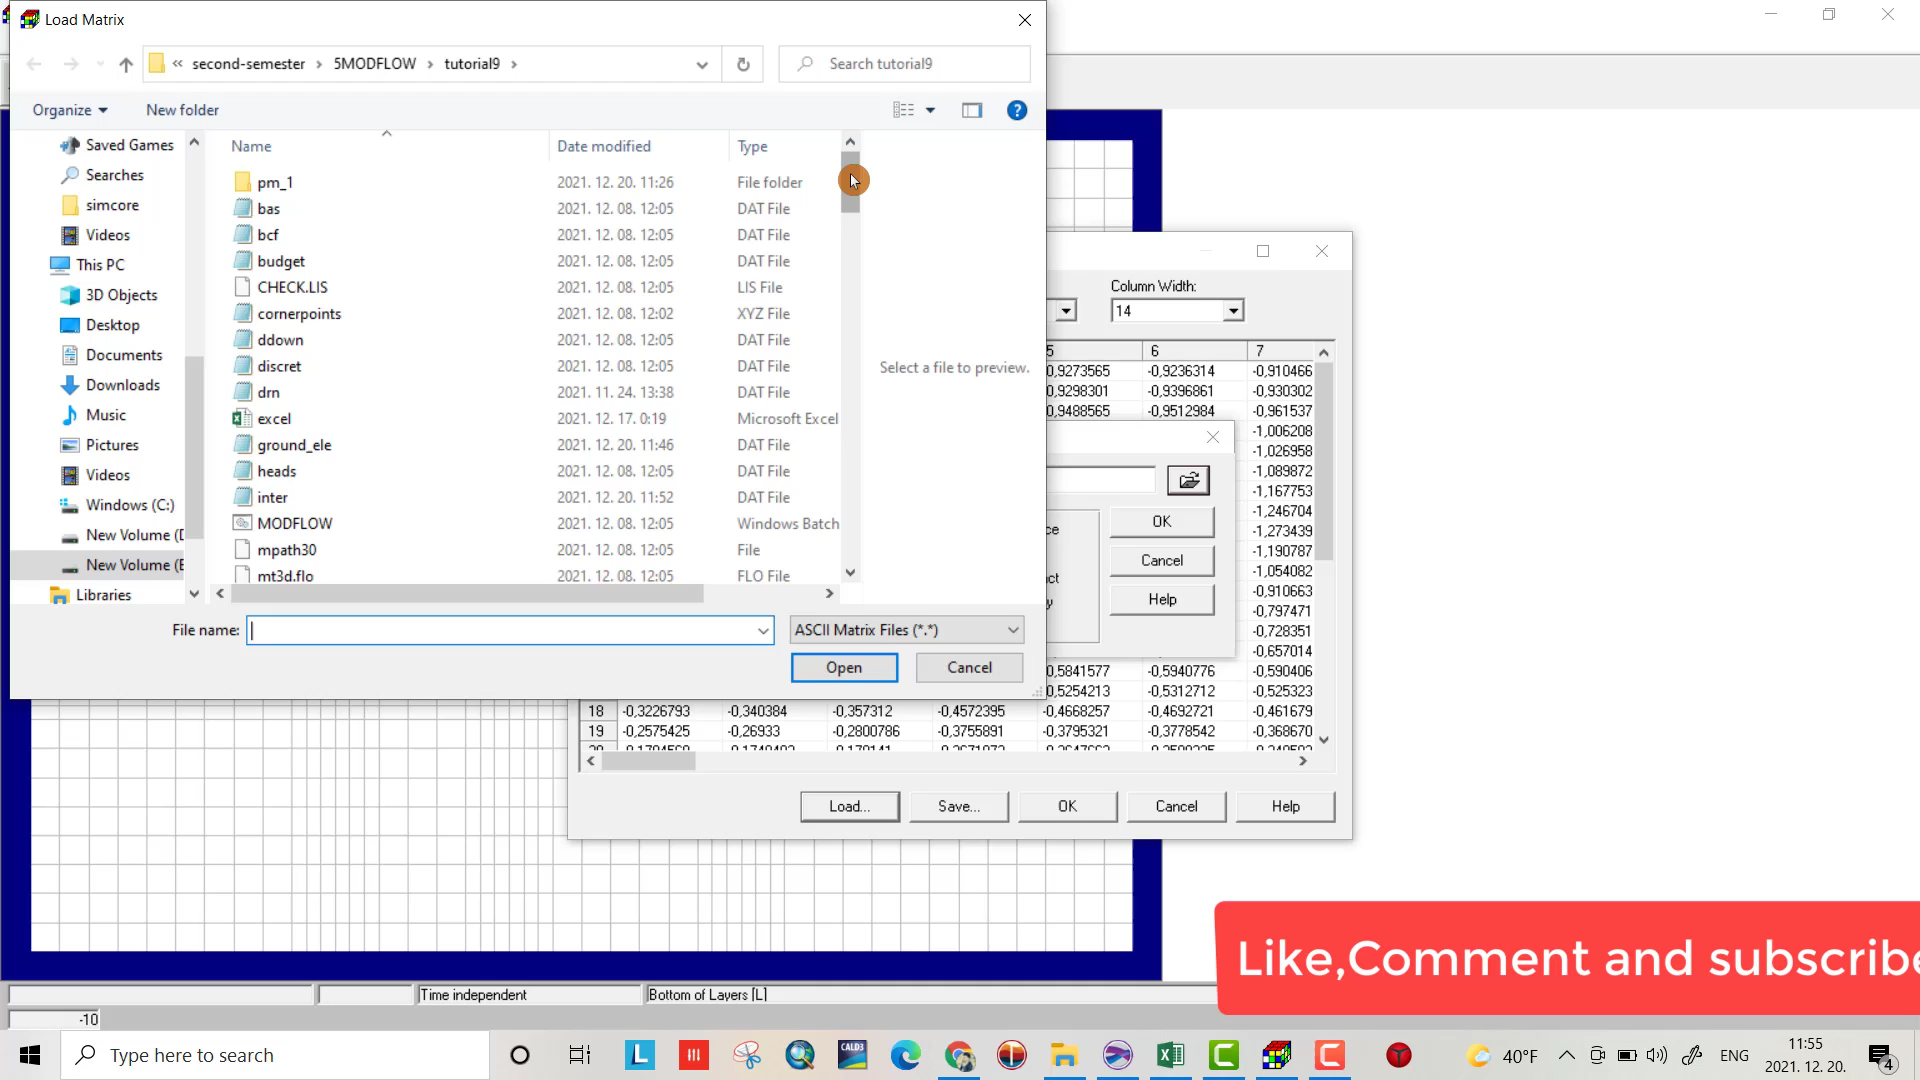 Load Matrix
« second-semester › 5MODFLOW › tutorial9 ›
Search tutorial9
Organize
New folder
Saved Games
Searches
simcore
Videos
This PC
3D Objects
Desktop
Documents
Downloads
Music
Pictures
Videos
Windows (C:)
New Volume (D
New Volume (E
Libraries
Name Date modified Type
pm_1 2021. 12. 20. 11:26 File folder
bas 2021. 12. 08. 12:05 DAT File
bcf 2021. 12. 08. 12:05 DAT File
budget 2021. 12. 08. 12:05 DAT File
CHECK.LIS 2021. 12. 08. 12:05 LIS File
cornerpoints 2021. 12. 08. 12:02 XYZ File
ddown 2021. 12. 08. 12:05 DAT File
discret 2021. 12. 08. 12:05 DAT File
drn 2021. 11. 24. 13:38 DAT File
excel 2021. 12. 17. 0:19 Microsoft Excel
ground_ele 2021. 12. 20. 11:46 DAT File
heads 2021. 12. 08. 12:05 DAT File
inter 2021. 12. 20. 11:52 DAT File
MODFLOW 2021. 12. 08. 12:05 Windows Batch
mpath30 2021. 12. 08. 12:05 File
mt3d.flo 2021. 12. 08. 12:05 FLO File
Select a file to preview.
File name:
ASCII Matrix Files (*.*)
Open Cancel
Column Width:
14
5 6 7
0,9273565 -0,9236314 -0,910466
0,9298301 -0,9396861 -0,930302
0,9488565 -0,9512984 -0,961537
-1,006208
-1,026958
-1,089872
-1,167753
-1,246704
-1,273439
-1,190787
-1,054082
-0,910663
-0,797471
-0,728351
-0,657014
0,5841577 -0,5940776 -0,590406
0,5254213 -0,5312712 -0,525323
18 -0,3226793 -0,340384 -0,357312 -0,4572395 -0,4668257 -0,4692721 -0,461679
19 -0,2575425 -0,26933 -0,2800786 -0,3755891 -0,3795321 -0,3778542 -0,368670
ce
ct
y
OK
Cancel
Help
Load... Save... OK Cancel Help
Like,Comment and subscribe
Time independent
Bottom of Layers [L]
-10
Type here to search
CALD3
40°F
ENG
11:55
2021. 12. 20.
4